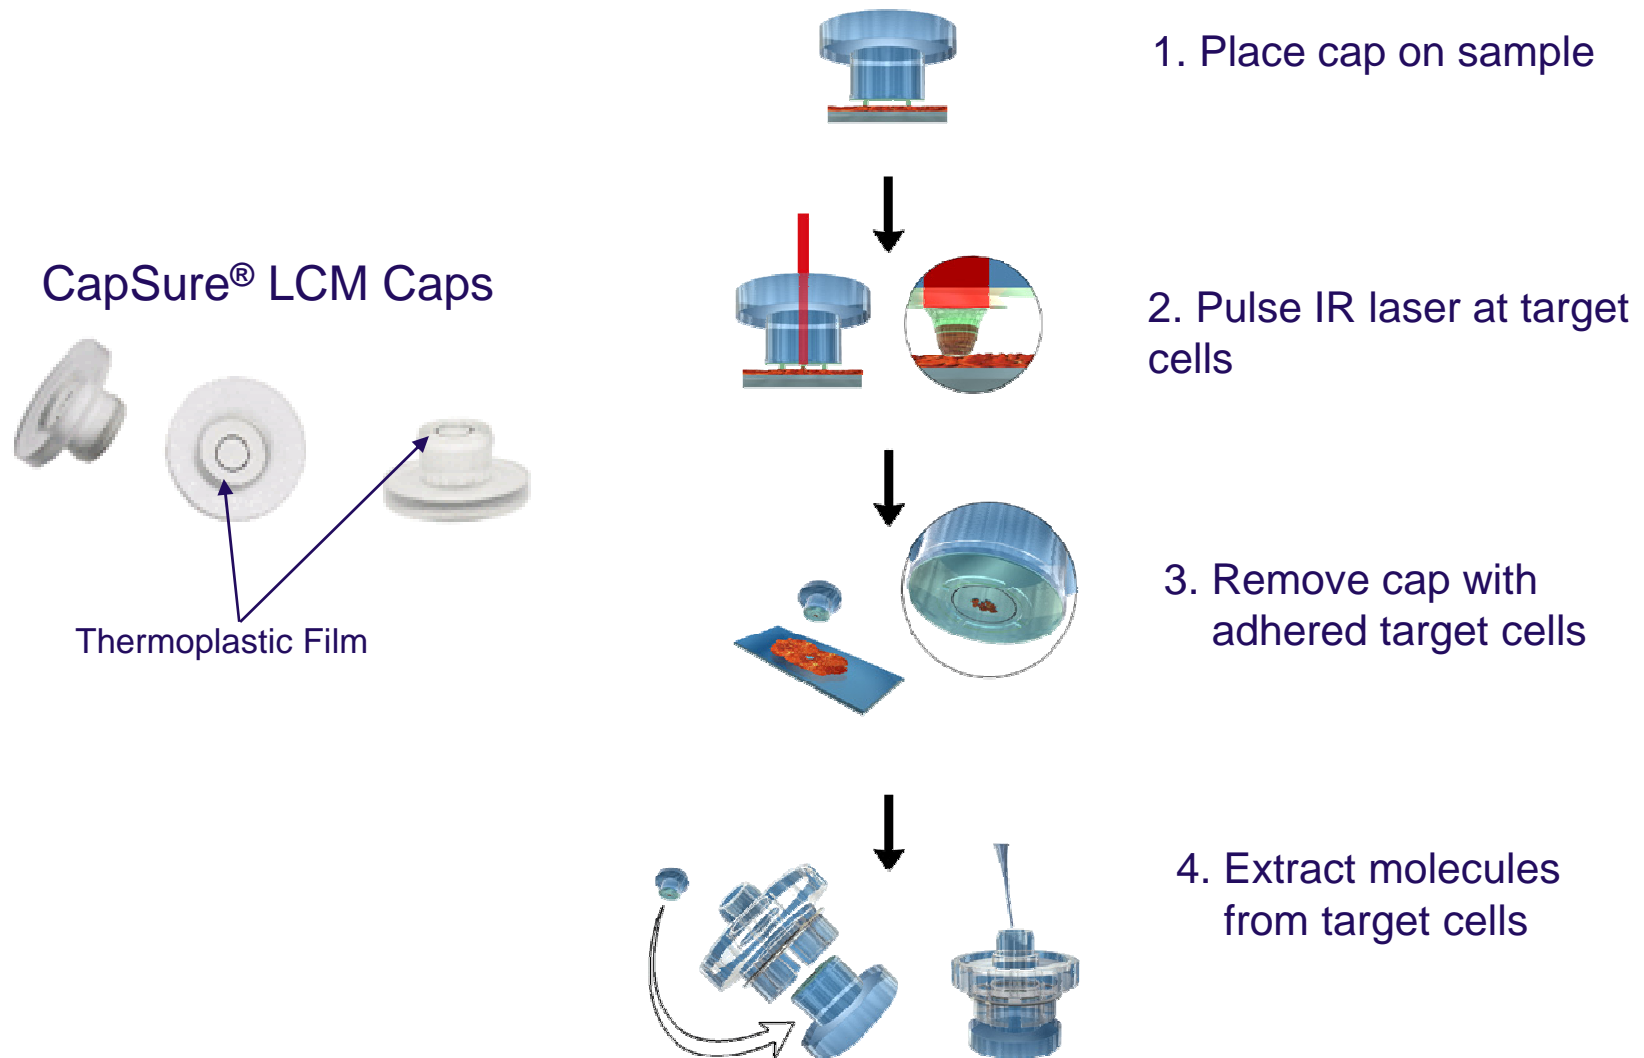 1. Place cap on sample
CapSure® LCM Caps
2. Pulse IR laser at target
cells
Thermoplastic Film
3. Remove cap with
adhered target cells
4. Extract molecules
from target cells